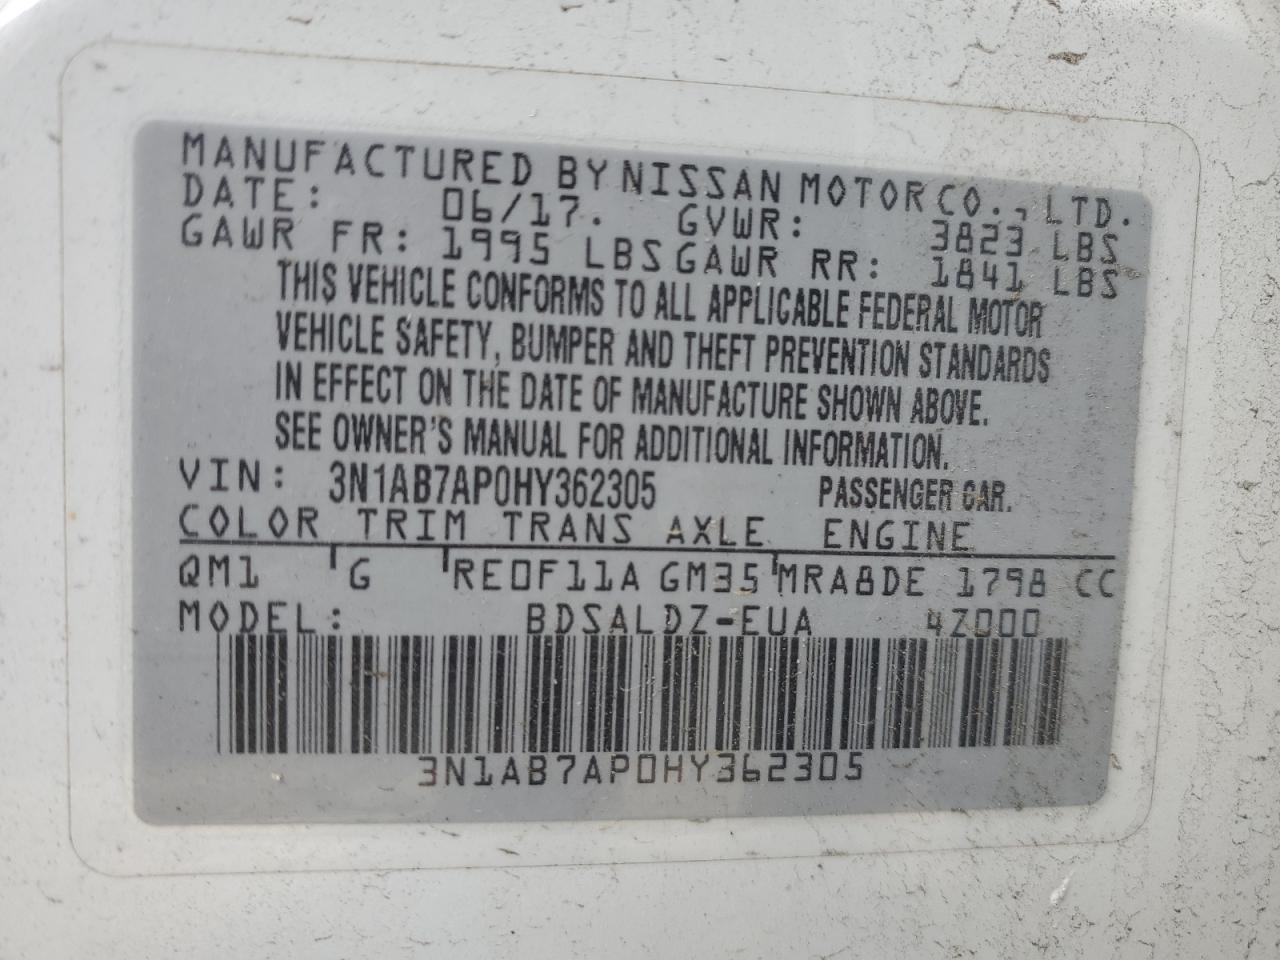 MANUFACTURED BY NISSAN MOTOR CO., LTD.
DATE: 06/17. GVWR: 3823 LBS
GAWR FR: 1995 LBS GAWR RR: 1841 LBS
THIS VEHICLE CONFORMS TO ALL APPLICABLE FEDERAL MOTOR
VEHICLE SAFETY, BUMPER AND THEFT PREVENTION STANDARDS
IN EFFECT ON THE DATE OF MANUFACTURE SHOWN ABOVE.
SEE OWNER'S MANUAL FOR ADDITIONAL INFORMATION.
VIN: 3N1AB7AP0HY362305 PASSENGER CAR.
COLOR TRIM TRANS AXLE ENGINE
QM1 G RE0F11A GM35 MRA8DE 1798 CC
MODEL: BDSALDZ-EUA 4Z000
3N1AB7AP0HY362305